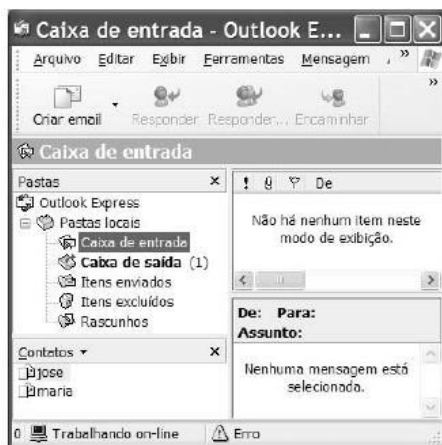 Caixa de entrada - Outlook E...
Arquivo Editar Exibir Ferramentas Mensagem
Criar email Responder Responder... Encaminhar
Caixa de entrada
Pastas
Outlook Express
Pastas locais
Caixa de entrada
Caixa de saída (1)
Itens enviados
Itens excluídos
Rascunhos
Contatos
jose
maria
! De
Não há nenhum item neste
modo de exibição.
De: Para:
Assunto:
Nenhuma mensagem está
selecionada.
0 Trabalhando on-line Erro